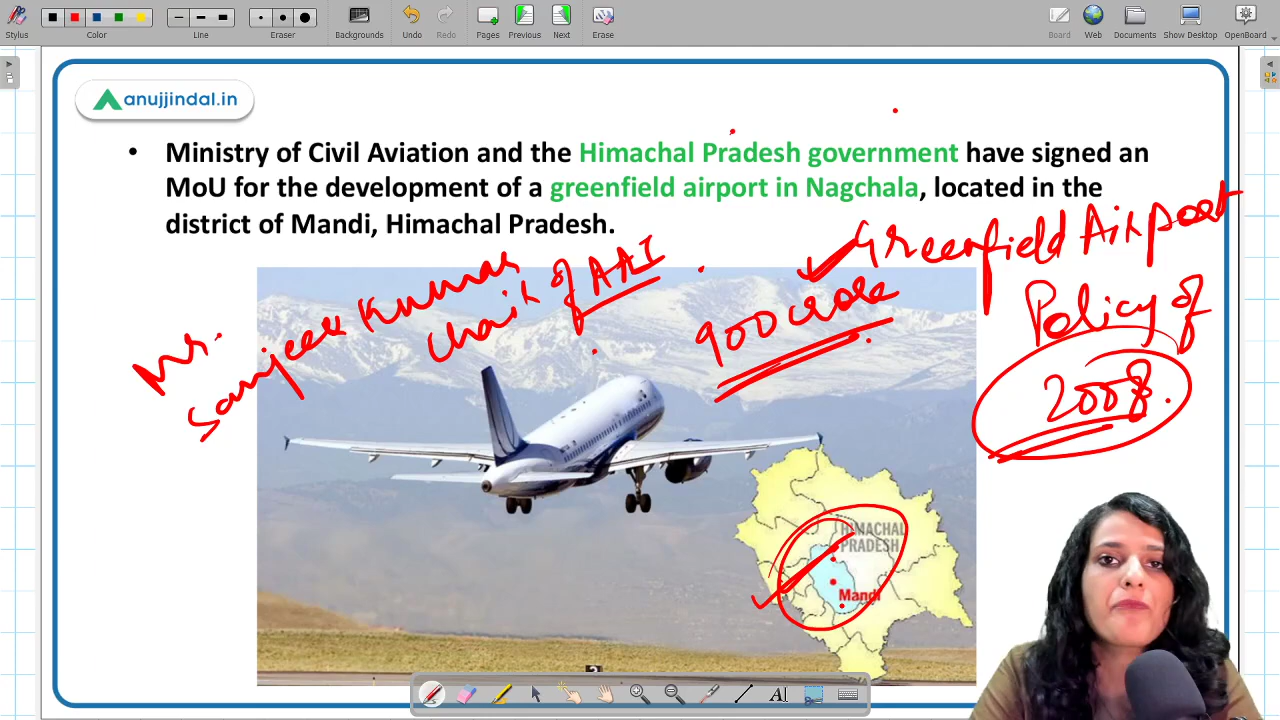 Stylus
Color
Line
Eraser
Backgrounds
Undo
Redo
Pages
Previous
Next
Erase
Board
Web
Documents
Show Desktop
OpenBoard
anujjindal.in
• Ministry of Civil Aviation and the Himachal Pradesh government have signed an
MoU for the development of a greenfield airport in Nagchala, located in the
district of Mandi, Himachal Pradesh.
Greenfield Airport
Policy of
2008.
900 crore
Mr.
Sanjeev Kumar
Chair of AAI
HIMACHAL
PRADESH
Mandi